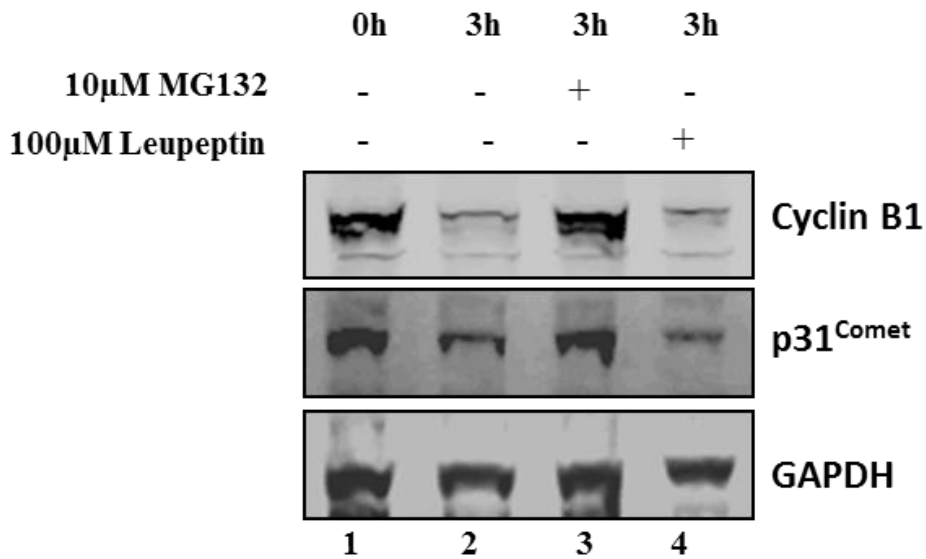 0h 3h 3h 3h
10μM MG132 - - + -
100μM Leupeptin - - - +
Cyclin B1
p31Comet
GAPDH
1 2 3 4